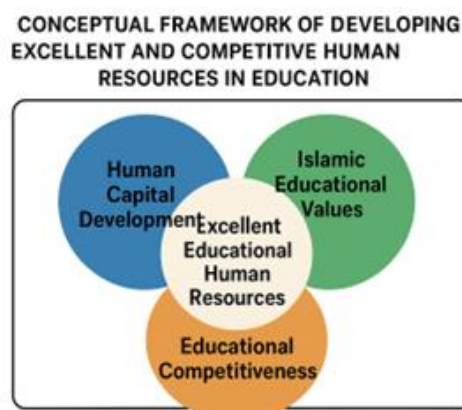 CONCEPTUAL FRAMEWORK OF DEVELOPING
EXCELLENT AND COMPETITIVE HUMAN
RESOURCES IN EDUCATION
Human
Capital
Development
Islamic
Educational
Values
Excellent
Educational
Human
Resources
Educational
Competitiveness